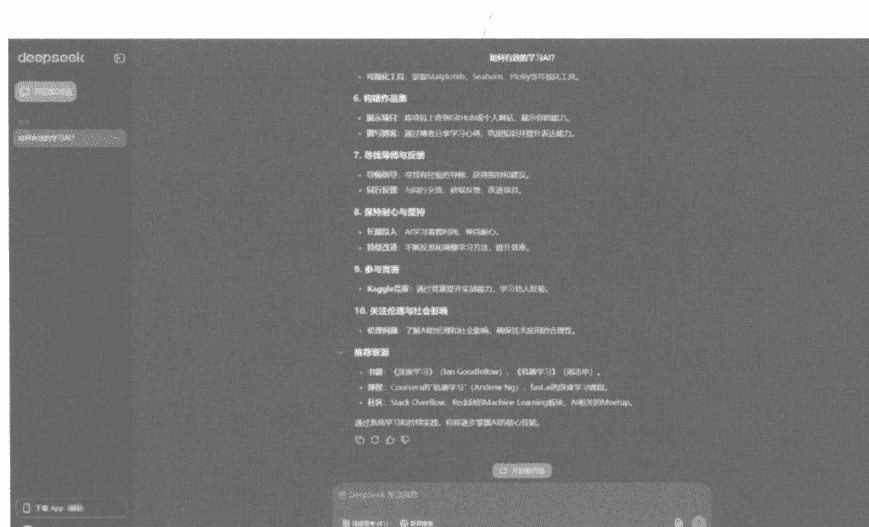 deepseek
如何有效的学习AI?
开启新对话
如何有效的学习AI?
可视化工具：掌握Matplotlib、Seaborn、Plotly等可视化工具。
6. 构建作品集
展示项目：将项目上传到GitHub或个人网站，展示你的能力。
撰写博客：通过博客分享学习心得，巩固知识并提升表达能力。
7. 寻找导师与反馈
导师指导：寻找有经验的导师，获得指导和建议。
同行反馈：与同行交流，获取反馈，改进项目。
8. 保持耐心与坚持
长期投入：AI学习需要时间，保持耐心。
持续改进：不断反思和调整学习方法，提升效率。
9. 参与竞赛
Kaggle竞赛：通过竞赛提升实战能力，学习他人经验。
10. 关注伦理与社会影响
伦理问题：了解AI的伦理和社会影响，确保技术应用的合理性。
推荐资源
书籍：《深度学习》（Ian Goodfellow）、《机器学习》（周志华）。
课程：Coursera的“机器学习”（Andrew Ng）、fast.ai的深度学习课程。
社区：Stack Overflow、Reddit的Machine Learning板块、AI相关的Meetup。
通过系统学习和持续实践，你将逐步掌握AI的核心技能。
开启新对话
给 DeepSeek 发送消息
下载 App
深度思考 (R1)
联网搜索